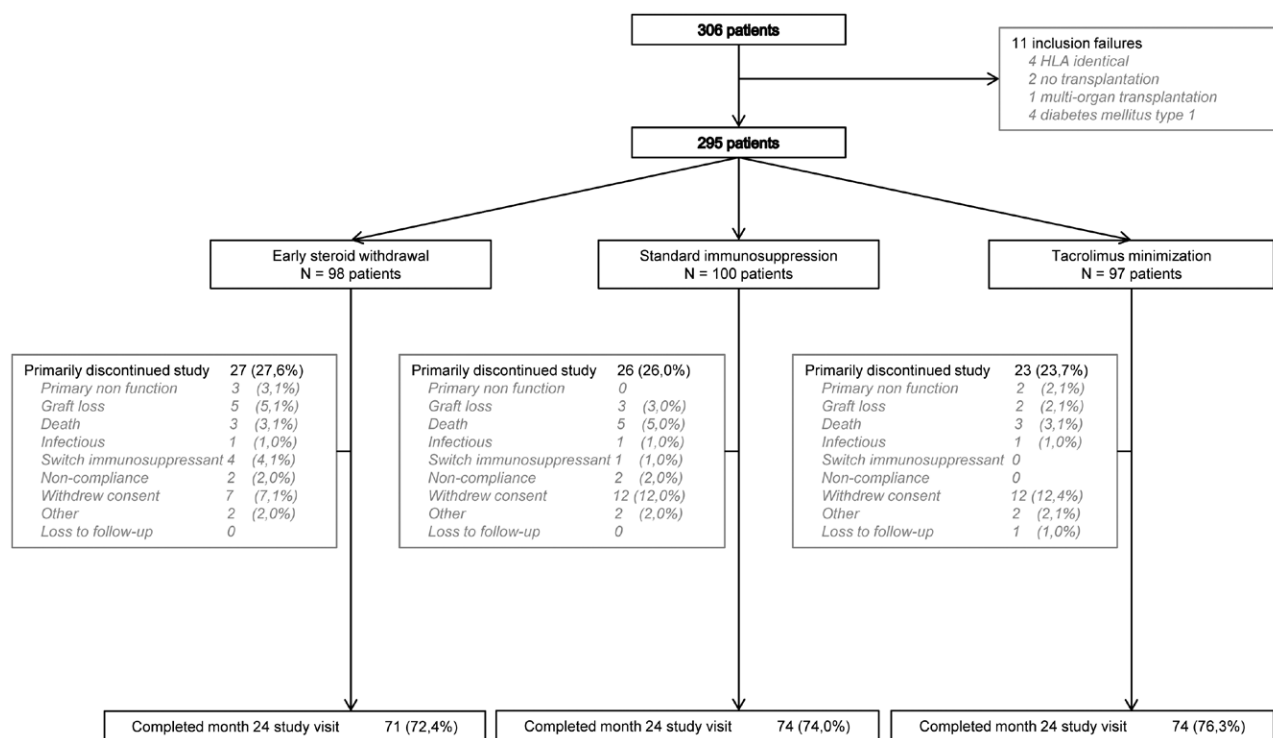 306 patients
11 inclusion failures
4 HLA identical
2 no transplantation
1 multi-organ transplantation
4 diabetes mellitus type 1
295 patients
Early steroid withdrawal
N = 98 patients
Standard immunosuppression
N = 100 patients
Tacrolimus minimization
N = 97 patients
Primarily discontinued study 27 (27,6%)
Primary non function 3 (3,1%)
Graft loss 5 (5,1%)
Death 3 (3,1%)
Infectious 1 (1,0%)
Switch immunosuppressant 4 (4,1%)
Non-compliance 2 (2,0%)
Withdrew consent 7 (7,1%)
Other 2 (2,0%)
Loss to follow-up 0
Primarily discontinued study 26 (26,0%)
Primary non function 0
Graft loss 3 (3,0%)
Death 5 (5,0%)
Infectious 1 (1,0%)
Switch immunosuppressant 1 (1,0%)
Non-compliance 2 (2,0%)
Withdrew consent 12 (12,0%)
Other 2 (2,0%)
Loss to follow-up 0
Primarily discontinued study 23 (23,7%)
Primary non function 2 (2,1%)
Graft loss 2 (2,1%)
Death 3 (3,1%)
Infectious 1 (1,0%)
Switch immunosuppressant 0
Non-compliance 0
Withdrew consent 12 (12,4%)
Other 2 (2,1%)
Loss to follow-up 1 (1,0%)
Completed month 24 study visit 71 (72,4%)
Completed month 24 study visit 74 (74,0%)
Completed month 24 study visit 74 (76,3%)